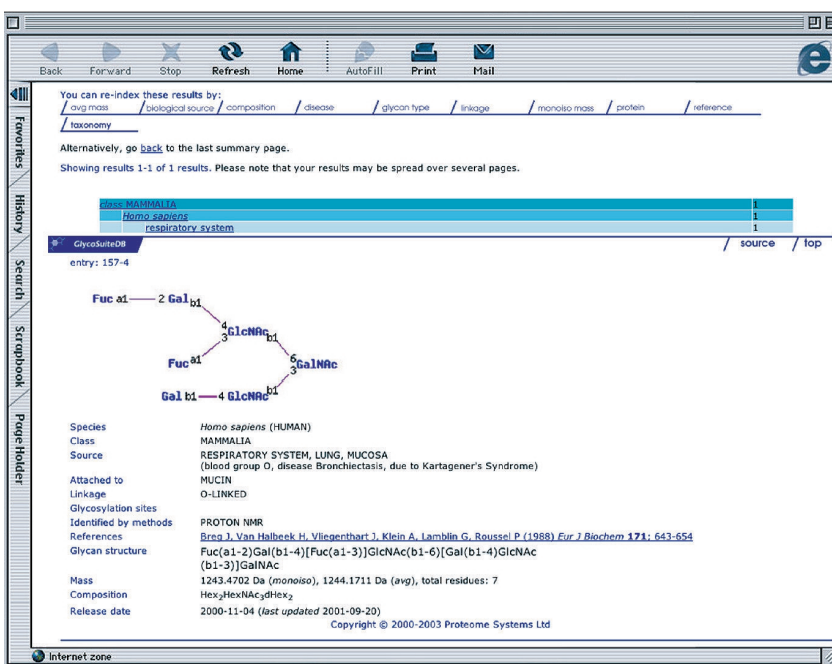 Back Forward Stop Refresh Home AutoFill Print Mail
Favorites
History
Search
Scrapbook
Page Holder
You can re-index these results by:
avg mass biological source composition disease glycan type linkage monoiso mass protein reference
taxonomy
Alternatively, go back to the last summary page.
Showing results 1-1 of 1 results. Please note that your results may be spread over several pages.
class MAMMALIA 1
Homo sapiens 1
respiratory system 1
GlycoSuiteDB source top
entry: 157-4
Fuc a1 2 Gal b1
4 3 GlcNAc b1
Fuc a1 6 3 GalNAc
Gal b1 4 GlcNAc b1
Species Homo sapiens (HUMAN)
Class MAMMALIA
Source RESPIRATORY SYSTEM, LUNG, MUCOSA
(blood group O, disease Bronchiectasis, due to Kartagener's Syndrome)
Attached to MUCIN
Linkage O-LINKED
Glycosylation sites
Identified by methods PROTON NMR
References Breg J, Van Halbeek H, Vliegenthart J, Klein A, Lamblin G, Roussel P (1988) Eur J Biochem 171: 643-654
Glycan structure Fuc(a1-2)Gal(b1-4)[Fuc(a1-3)]GlcNAc(b1-6)[Gal(b1-4)GlcNAc
(b1-3)]GalNAc
Mass 1243.4702 Da (monoiso), 1244.1711 Da (avg), total residues: 7
Composition Hex₂HexNAc₃dHex₂
Release date 2000-11-04 (last updated 2001-09-20)
Copyright © 2000-2003 Proteome Systems Ltd
Internet zone